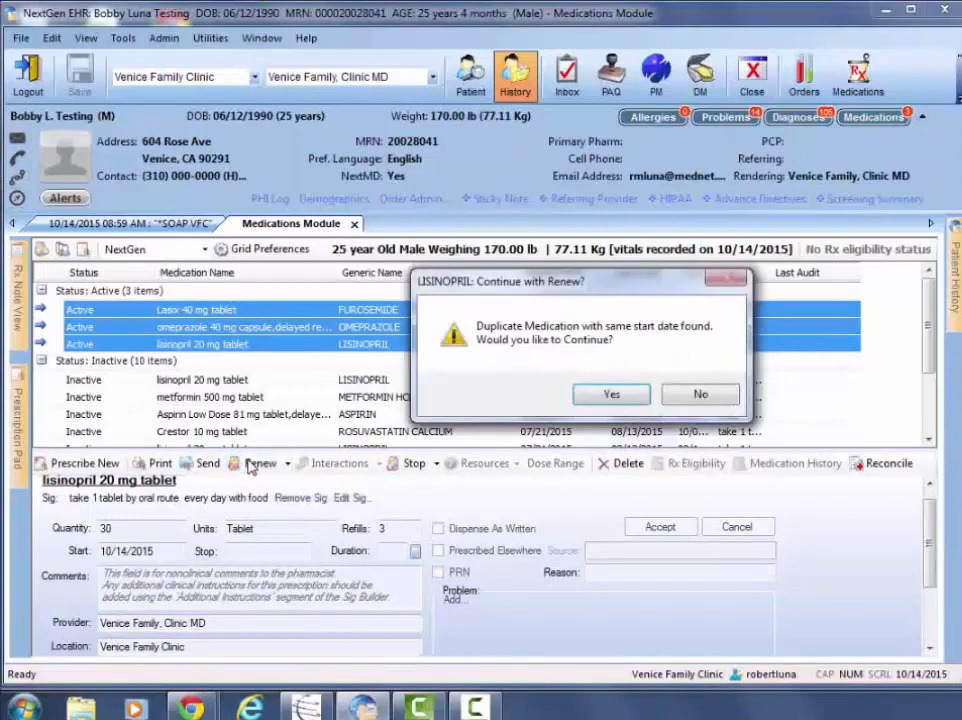 NextGen EHR: Bobby Luna Testing DOB: 06/12/1990 MRN: 000020028041 AGE: 25 years 4 months (Male) - Medications Module
File Edit View Tools Admin Utilities Window Help
Venice Family Clinic Venice Family, Clinic MD
Logout Save Patient History Inbox PAQ PM DM Close Orders Medications
Bobby L. Testing (M) DOB: 06/12/1990 (25 years) Weight: 170.00 lb (77.11 Kg) Allergies 0 Problems 14 Diagnoses 105 Medications 3
Address: 604 Rose Ave MRN: 20028041 Primary Pharm: PCP:
Venice, CA 90291 Pref. Language: English Cell Phone: Referring:
Contact: (310) 000-0000 (H)... NextMD: Yes Email Address: rmluna@mednet.... Rendering: Venice Family Clinic, MD
Alerts PHI Log Demographics Order Admin... Sticky Note Referring Provider HIPAA Advance Directives Screening Summary
10/14/2015 08:59 AM : "*SOAP VFC" Medications Module x
NextGen Grid Preferences 25 year Old Male Weighing 170.00 lb | 77.11 Kg [vitals recorded on 10/14/2015] No Rx eligibility status
Rx Note View
Prescription Pad
Patient History
Status Medication Name Generic Name Last Audit
Status: Active (3 items)
Active Lasix 40 mg tablet FUROSEMIDE
Active omeprazole 40 mg capsule,delayed re... OMEPRAZOLE
Active lisinopril 20 mg tablet LISINOPRIL
Status: Inactive (10 items)
Inactive lisinopril 20 mg tablet LISINOPRIL
Inactive metformin 500 mg tablet METFORMIN HC
Inactive Aspirin Low Dose 81 mg tablet,delaye... ASPIRIN
Inactive Crestor 10 mg tablet ROSUVASTATIN CALCIUM 07/21/2015 08/13/2015 10/0... take 1 t...
LISINOPRIL: Continue with Renew?
Duplicate Medication with same start date found.
Would you like to Continue?
Yes No
Prescribe New Print Send Renew Interactions Stop Resources Dose Range Delete Rx Eligibility Medication History Reconcile
lisinopril 20 mg tablet
Sig: take 1 tablet by oral route every day with food Remove Sig Edit Sig...
Quantity: 30 Units: Tablet Refills: 3 Dispense As Written Accept Cancel
Start: 10/14/2015 Stop: Duration: Prescribed Elsewhere Source:
Comments: This field is for nonclinical comments to the pharmacist.
Any additional clinical instructions for this prescription should be
added using the 'Additional Instructions' segment of the Sig Builder.
PRN Reason:
Problem:
Add...
Provider: Venice Family, Clinic MD
Location: Venice Family Clinic
Ready Venice Family Clinic robertluna CAP NUM SCRL 10/14/2015